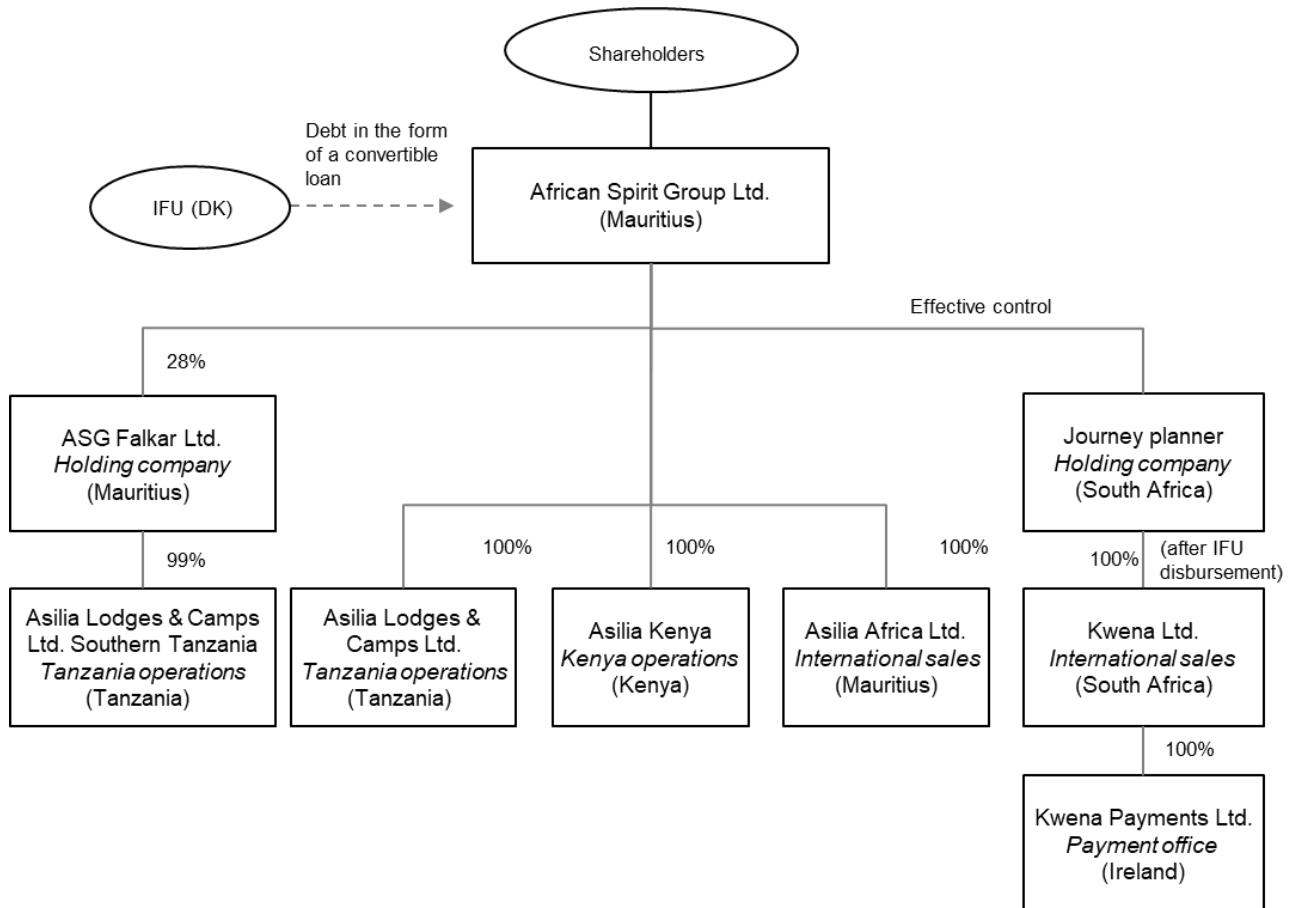 Shareholders
Debt in the form
of a convertible
loan
IFU (DK)
African Spirit Group Ltd.
(Mauritius)
Effective control
28%
ASG Falkar Ltd.
Holding company
(Mauritius)
Journey planner
Holding company
(South Africa)
99%
100%
100%
100%
100%
(after IFU
disbursement)
Asilia Lodges & Camps
Ltd. Southern Tanzania
Tanzania operations
(Tanzania)
Asilia Lodges &
Camps Ltd.
Tanzania operations
(Tanzania)
Asilia Kenya
Kenya operations
(Kenya)
Asilia Africa Ltd.
International sales
(Mauritius)
Kwena Ltd.
International sales
(South Africa)
100%
Kwena Payments Ltd.
Payment office
(Ireland)